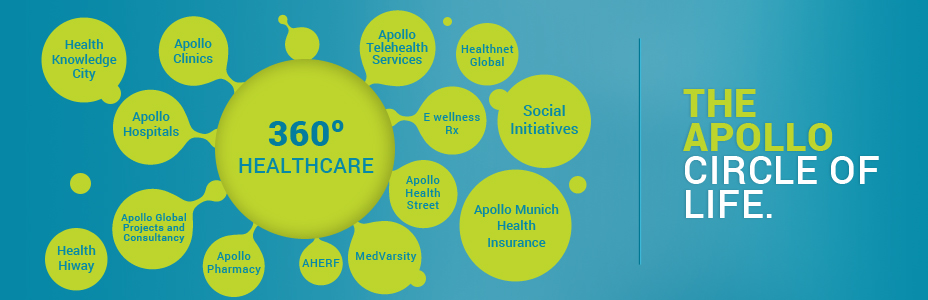 Health
Knowledge
City
Apollo
Clinics
Apollo
Telehealth
Services
Healthnet
Global
Apollo
Hospitals
360º
HEALTHCARE
E wellness
Rx
Social
Initiatives
Apollo
Health
Street
Apollo Munich
Health
Insurance
Apollo Global
Projects and
Consultancy
Health
Hiway
Apollo
Pharmacy
AHERF
MedVarsity
THE
APOLLO
CIRCLE OF
LIFE.